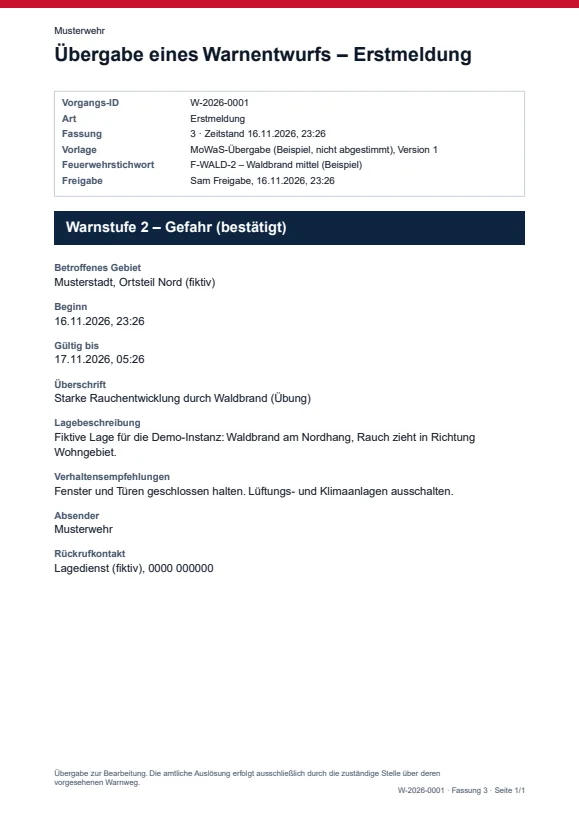 Musterwehr
Übergabe eines Warnentwurfs – Erstmeldung
Vorgangs-ID W-2026-0001
Art Erstmeldung
Fassung 3 · Zeitstand 16.11.2026, 23:26
Vorlage MoWaS-Übergabe (Beispiel, nicht abgestimmt), Version 1
Feuerwehrstichwort F-WALD-2 – Waldbrand mittel (Beispiel)
Freigabe Sam Freigabe, 16.11.2026, 23:26
Warnstufe 2 – Gefahr (bestätigt)
Betroffenes Gebiet
Musterstadt, Ortsteil Nord (fiktiv)
Beginn
16.11.2026, 23:26
Gültig bis
17.11.2026, 05:26
Überschrift
Starke Rauchentwicklung durch Waldbrand (Übung)
Lagebeschreibung
Fiktive Lage für die Demo-Instanz: Waldbrand am Nordhang, Rauch zieht in Richtung
Wohngebiet.
Verhaltensempfehlungen
Fenster und Türen geschlossen halten. Lüftungs- und Klimaanlagen ausschalten.
Absender
Musterwehr
Rückrufkontakt
Lagedienst (fiktiv), 0000 000000
Übergabe zur Bearbeitung. Die amtliche Auslösung erfolgt ausschließlich durch die zuständige Stelle über deren
vorgesehenen Warnweg.
W-2026-0001 · Fassung 3 · Seite 1/1